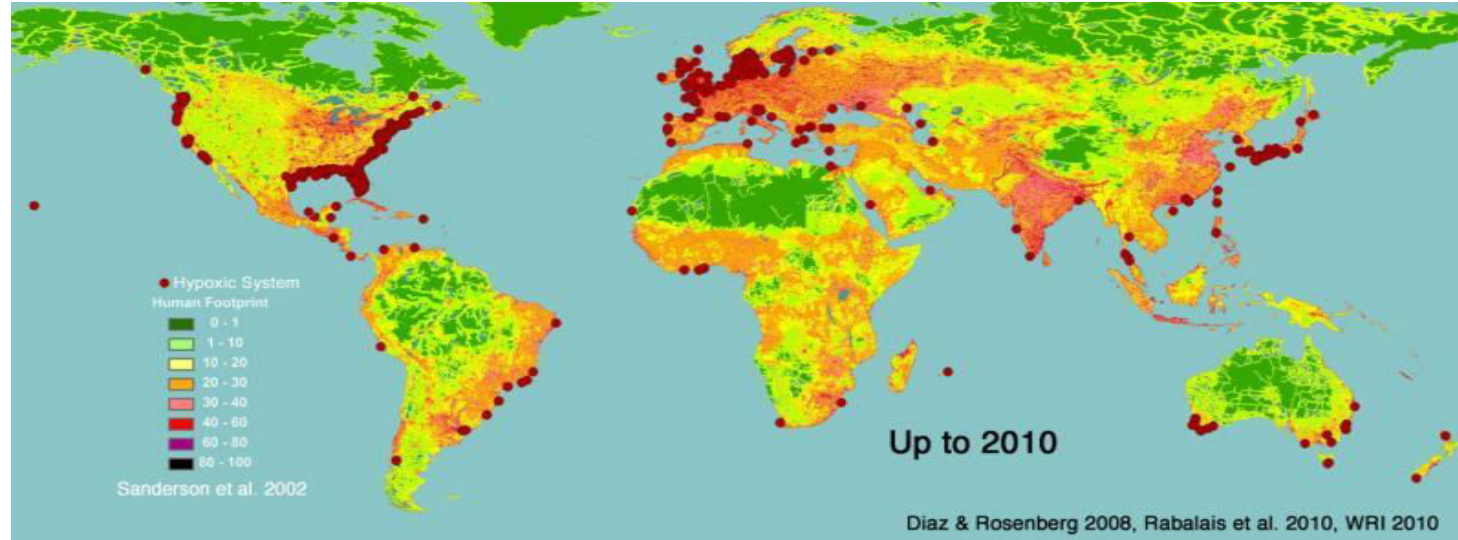 Hypoxic System
Human Footprint
0 - 1
1 - 10
10 - 20
20 - 30
30 - 40
40 - 60
60 - 80
80 - 100
Sanderson et al. 2002
Up to 2010
Diaz & Rosenberg 2008, Rabalais et al. 2010, WRI 2010